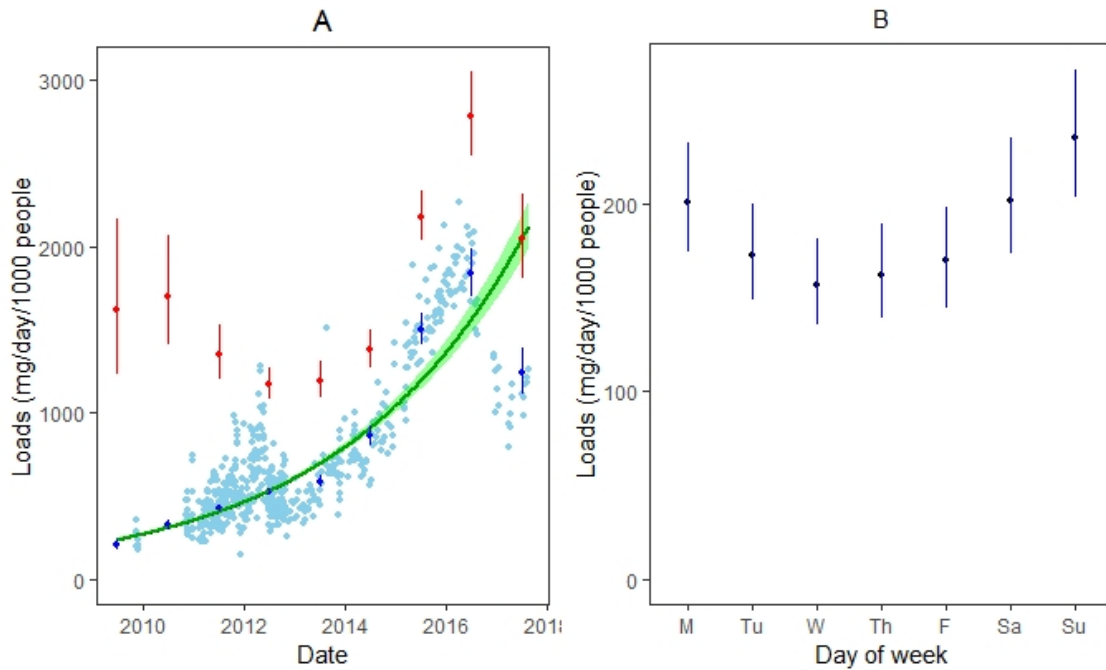 A
Loads (mg/day/1000 people)
3000
2000
1000
0
2010 2012 2014 2016 2018
Date
B
Loads (mg/day/1000 people)
200
100
0
M Tu W Th F Sa Su
Day of week